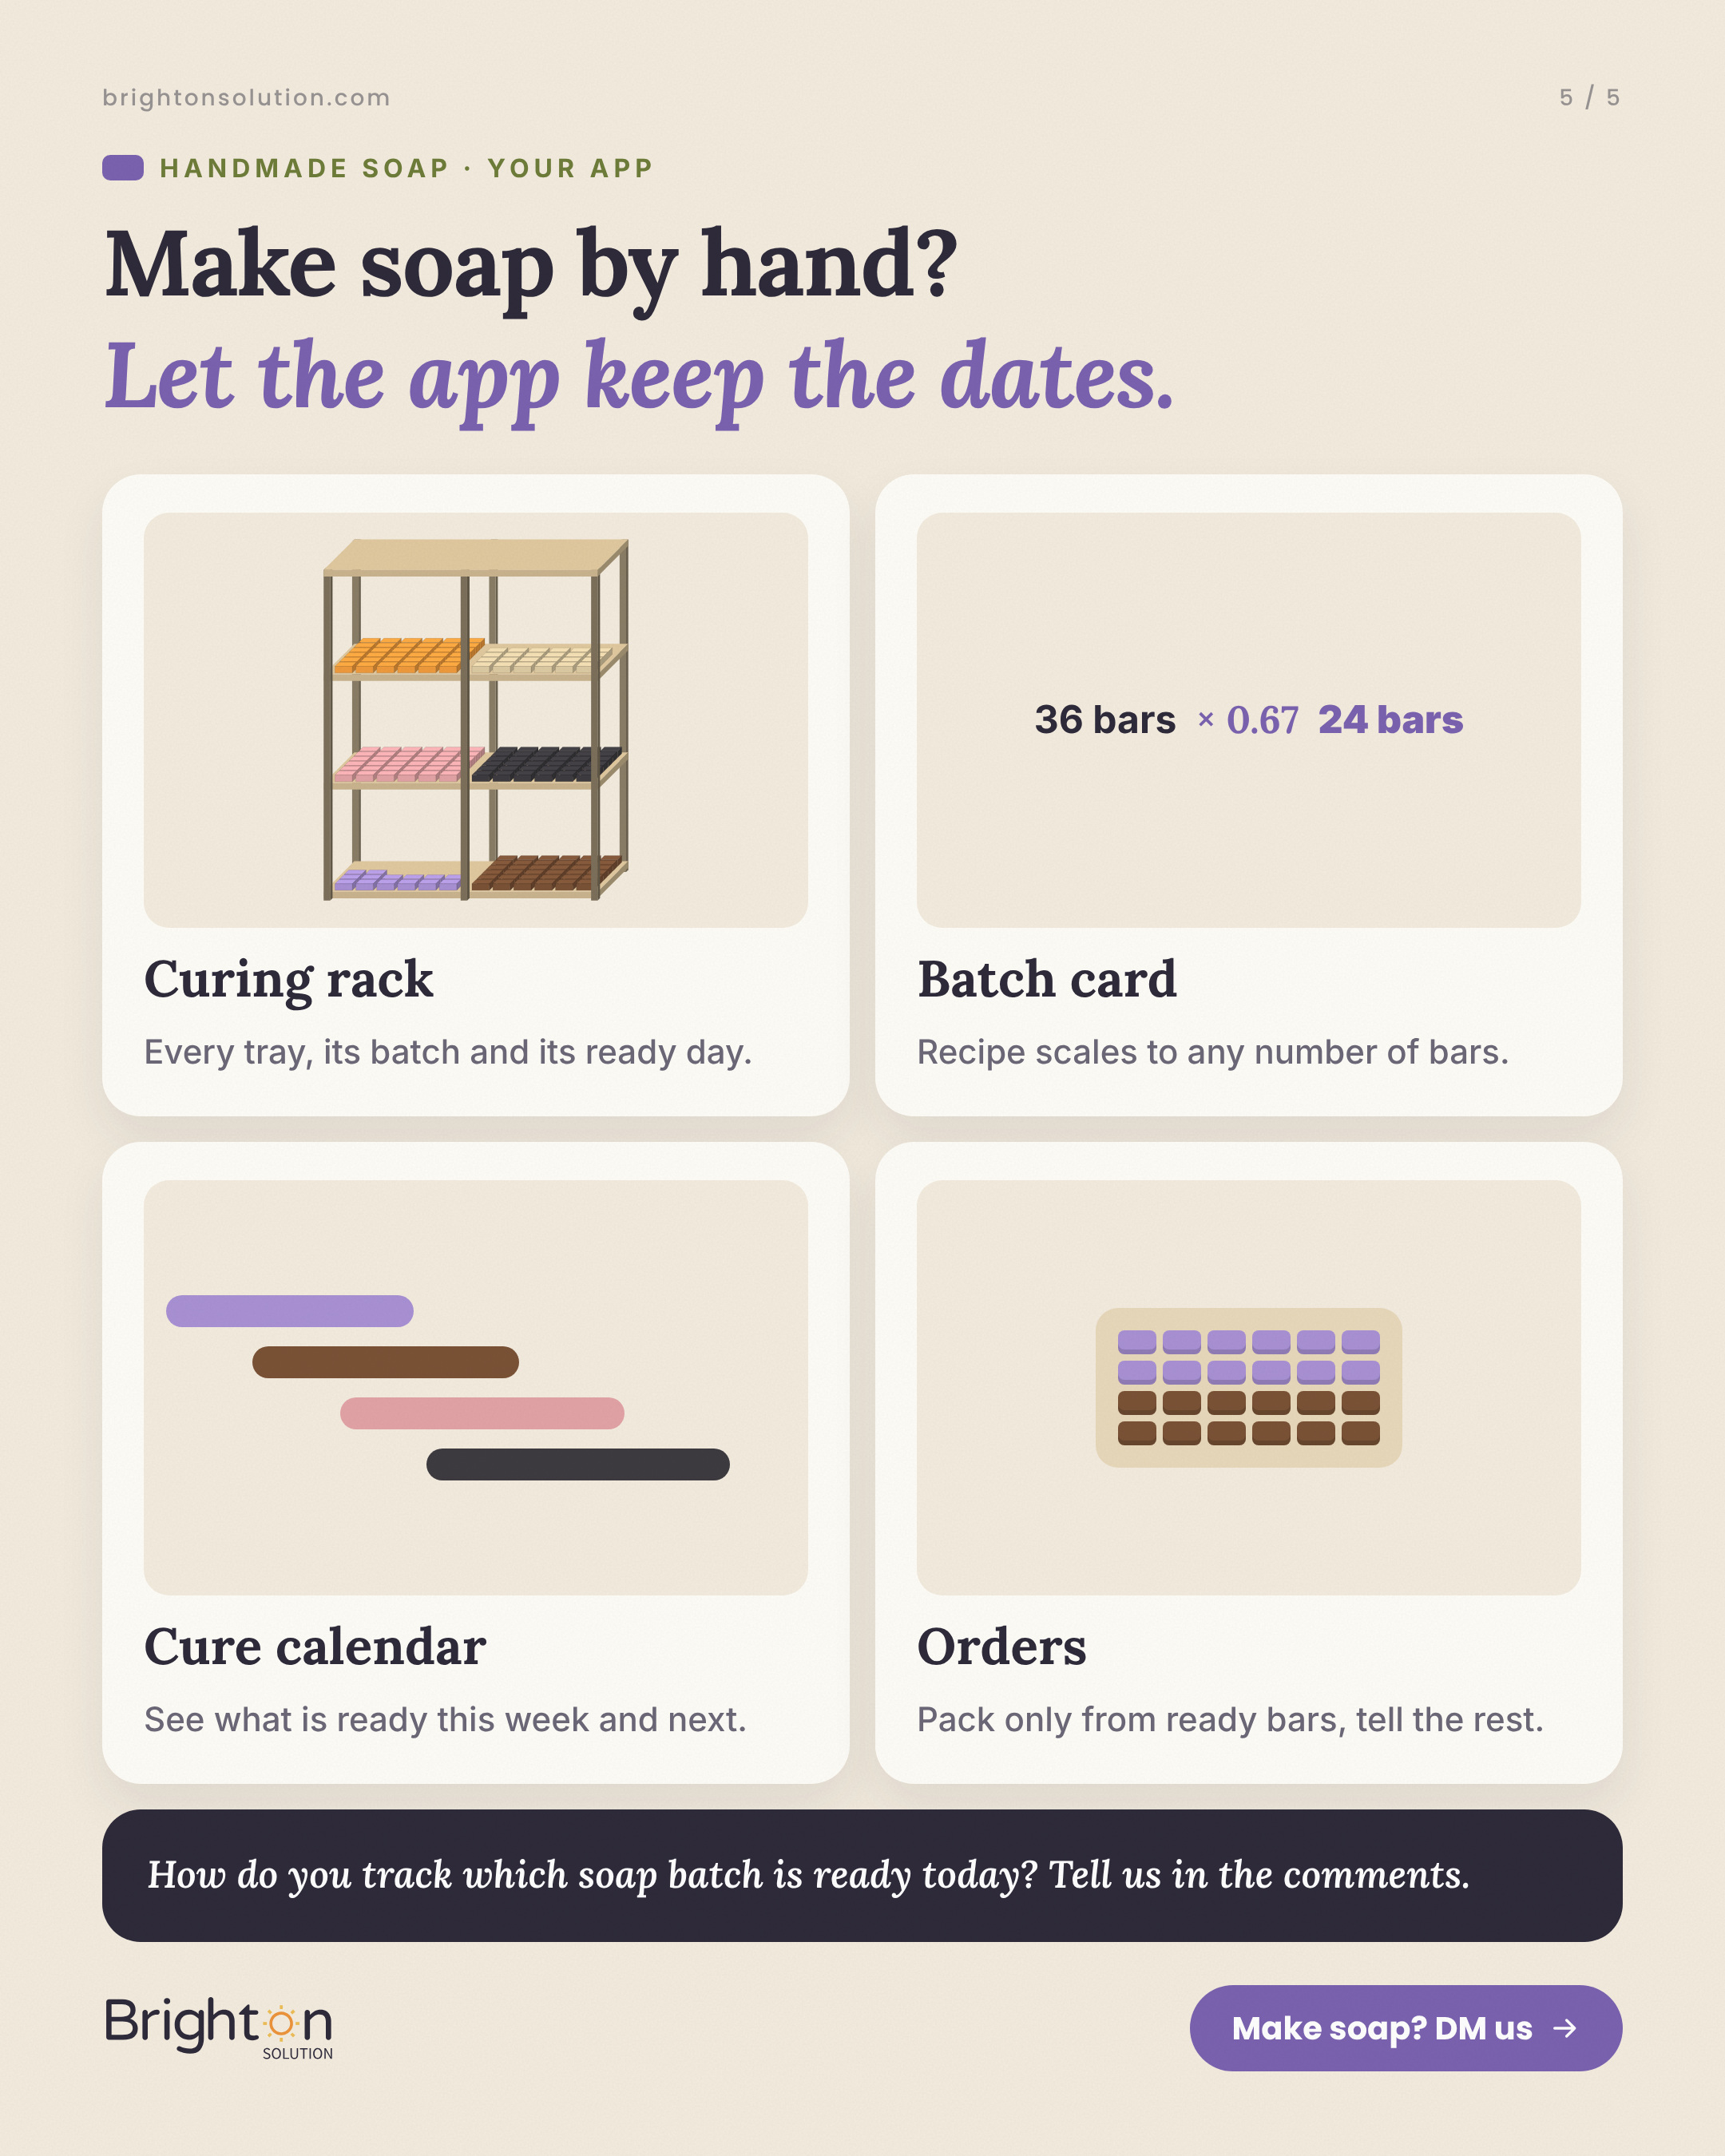 brightonsolution.com
5 / 5
HANDMADE SOAP · YOUR APP
Make soap by hand?
Let the app keep the dates.
36 bars × 0.67 24 bars
Curing rack
Every tray, its batch and its ready day.
Batch card
Recipe scales to any number of bars.
Cure calendar
See what is ready this week and next.
Orders
Pack only from ready bars, tell the rest.
How do you track which soap batch is ready today? Tell us in the comments.
Brighton
SOLUTION
Make soap? DM us →